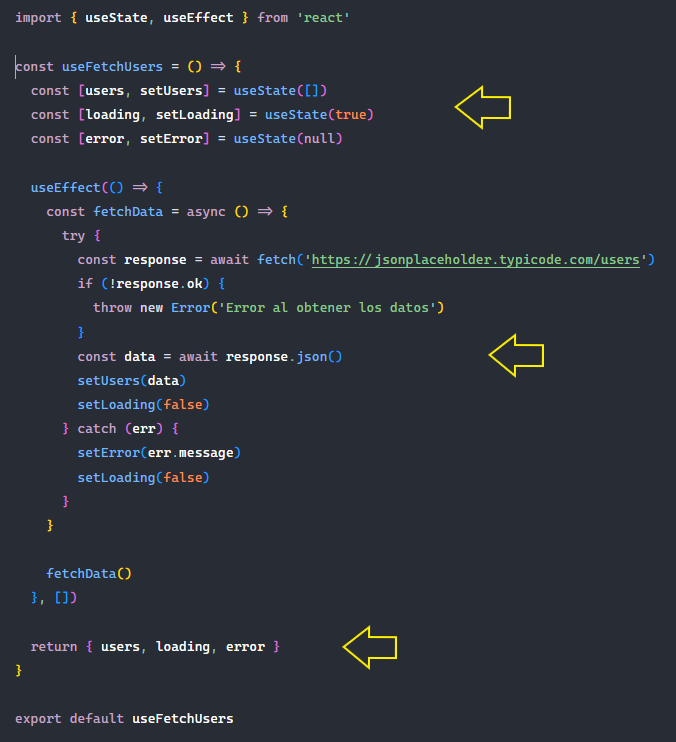 import { useState, useEffect } from 'react'
const useFetchUsers = () => {
const [users, setUsers] = useState([])
const [loading, setLoading] = useState(true)
const [error, setError] = useState(null)
useEffect(() => {
const fetchData = async () => {
try {
const response = await fetch('https://jsonplaceholder.typicode.com/users')
if (!response.ok) {
throw new Error('Error al obtener los datos')
}
const data = await response.json()
setUsers(data)
setLoading(false)
} catch (err) {
setError(err.message)
setLoading(false)
}
}
fetchData()
}, [])
return { users, loading, error }
}
export default useFetchUsers